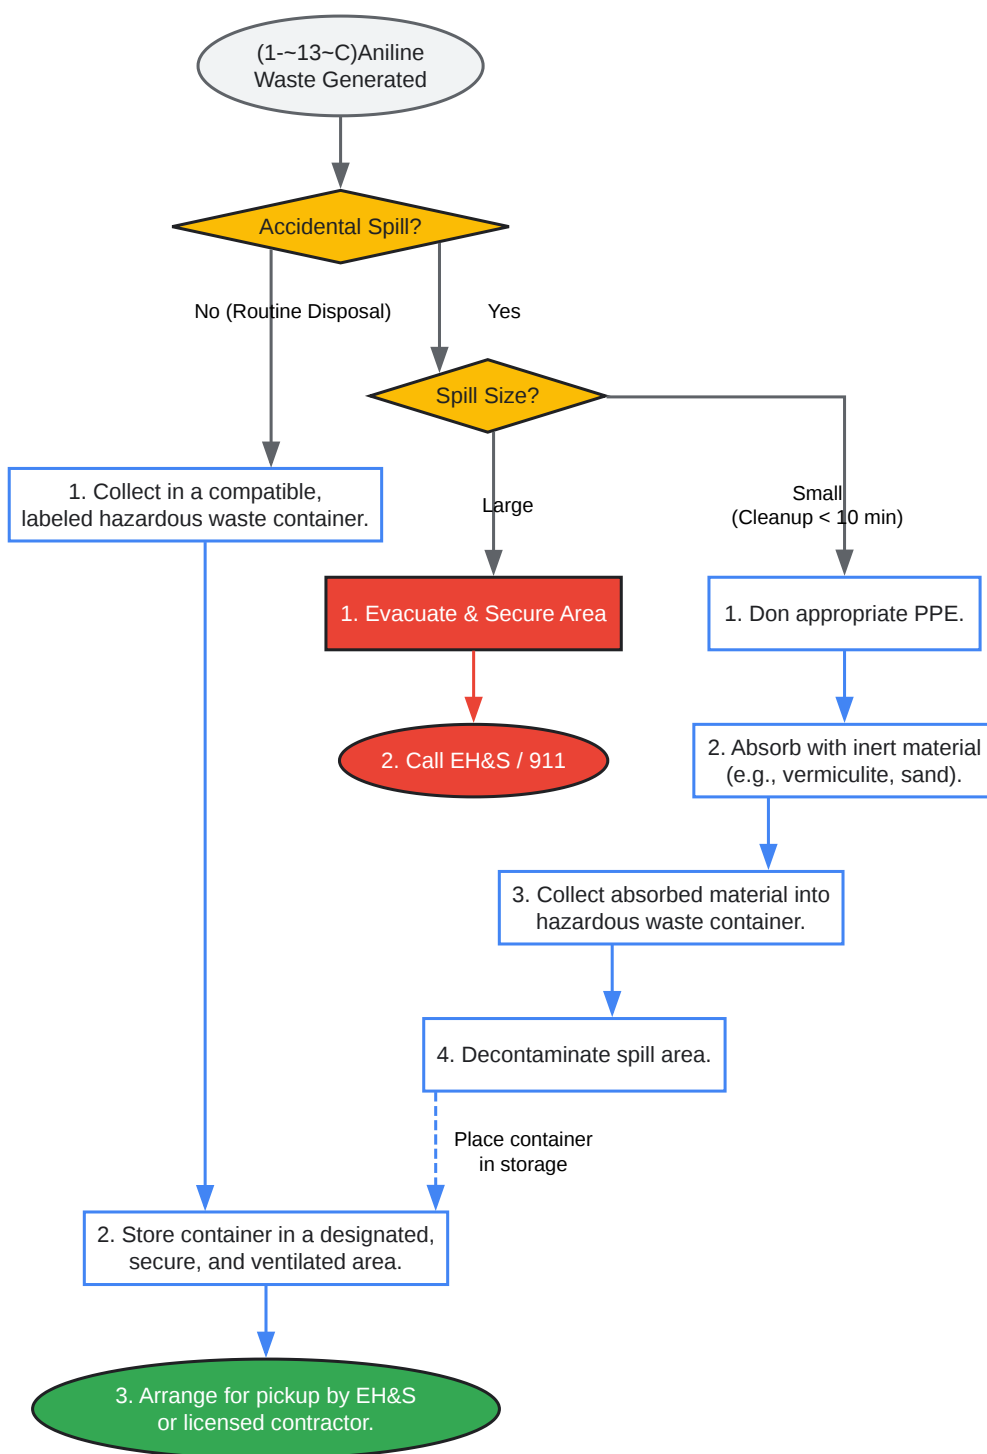 (1-~13~C)Aniline
Waste Generated
Accidental Spill?
No (Routine Disposal)
Yes
Spill Size?
1. Collect in a compatible,
labeled hazardous waste container.
Large
Small
(Cleanup < 10 min)
1. Evacuate & Secure Area
1. Don appropriate PPE.
2. Call EH&S / 911
2. Absorb with inert material
(e.g., vermiculite, sand).
3. Collect absorbed material into
hazardous waste container.
4. Decontaminate spill area.
Place container
in storage
2. Store container in a designated,
secure, and ventilated area.
3. Arrange for pickup by EH&S
or licensed contractor.